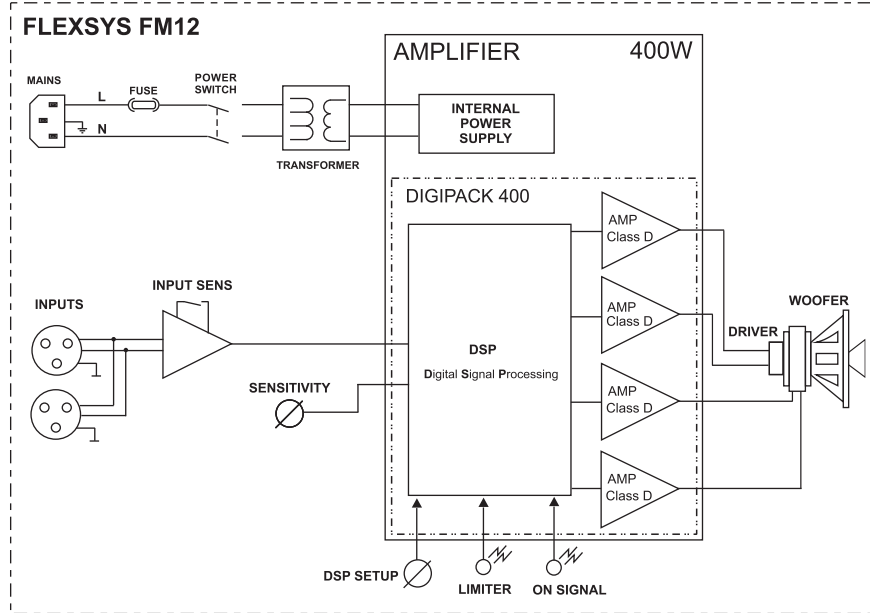 FLEXSYS FM12
AMPLIFIER 400W
MAINS
L
FUSE
POWER
SWITCH
N
TRANSFORMER
INTERNAL
POWER
SUPPLY
DIGIPACK 400
AMP
Class D
AMP
Class D
AMP
Class D
AMP
Class D
INPUTS
INPUT SENS
SENSITIVITY
DSP
Digital Signal Processing
DRIVER
WOOFER
DSP SETUP
LIMITER
ON SIGNAL